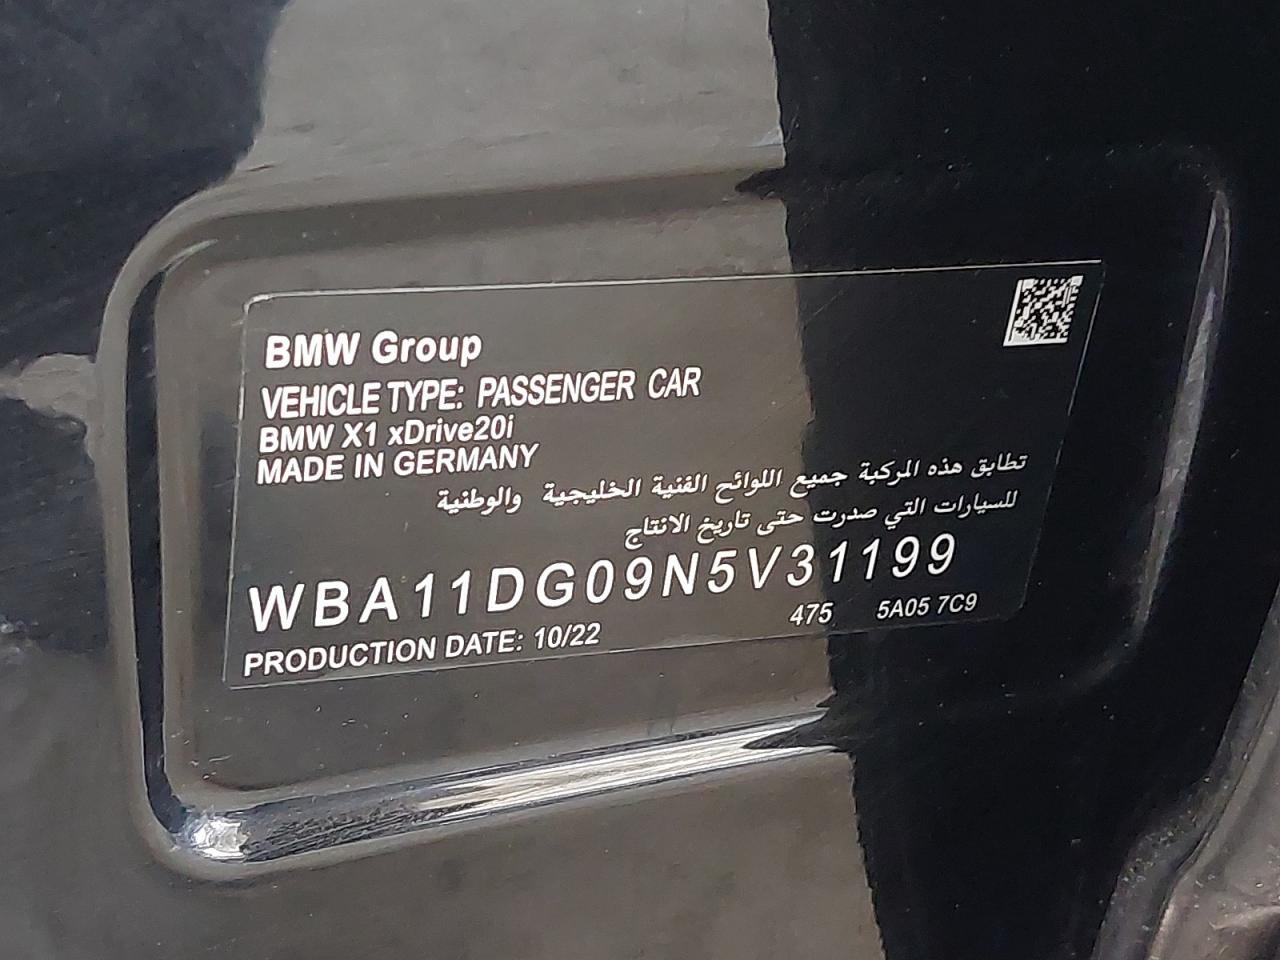 BMW Group
VEHICLE TYPE: PASSENGER CAR
BMW X1 xDrive20i
MADE IN GERMANY
تطابق هذه المركبة جميع اللوائح الفنية الخليجية والوطنية
للسيارات التي صدرت حتى تاريخ الانتاج
WBA11DG09N5V31199
PRODUCTION DATE: 10/22 475 5A05 7C9